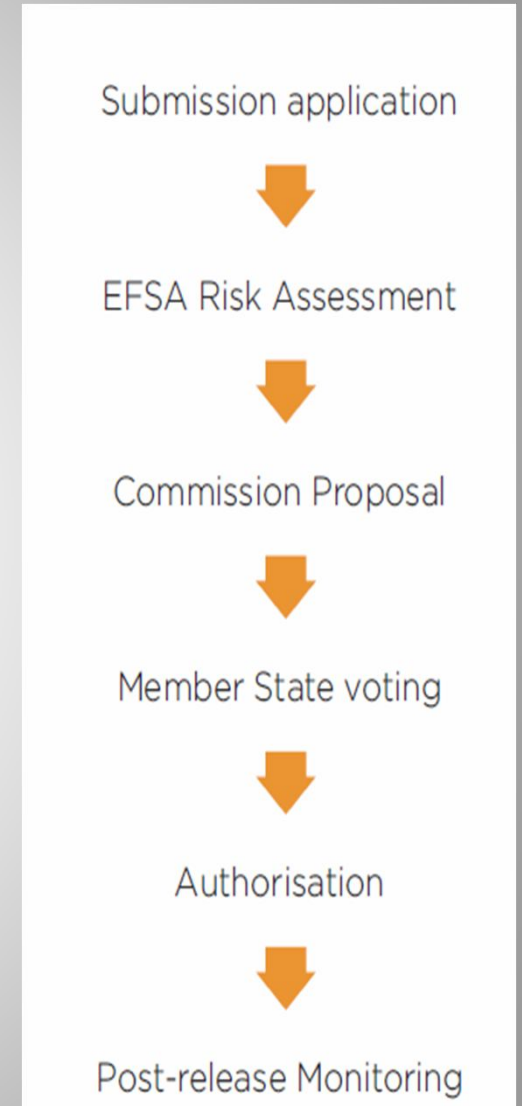 Submission application
EFSA Risk Assessment
Commission Proposal
Member State voting
Authorisation
Post-release Monitoring